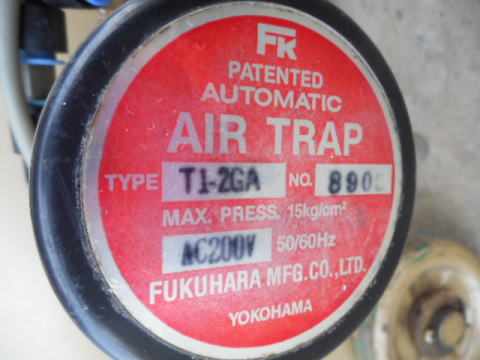 FK
PATENTED
AUTOMATIC
AIR TRAP
TYPE T1-2GA NO.
MAX. PRESS. 15kg/cm²
AC200V 50/60Hz
FUKUHARA MFG.CO.,LTD.
YOKOHAMA